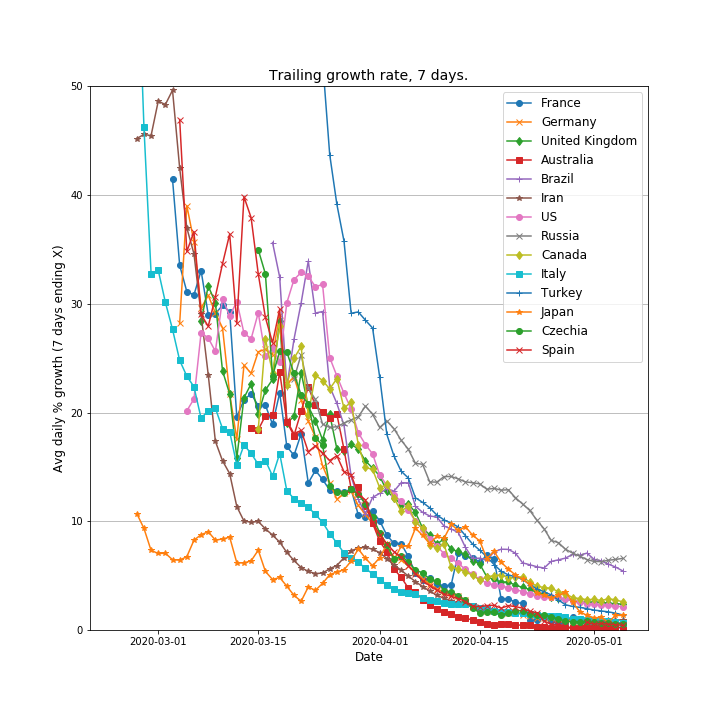 Trailing growth rate, 7 days.
Avg daily % growth (7 days ending X)
50
40
30
20
10
0
France
Germany
United Kingdom
Australia
Brazil
Iran
US
Russia
Canada
Italy
Turkey
Japan
Czechia
Spain
2020-03-01
2020-03-15
2020-04-01
2020-04-15
2020-05-01
Date